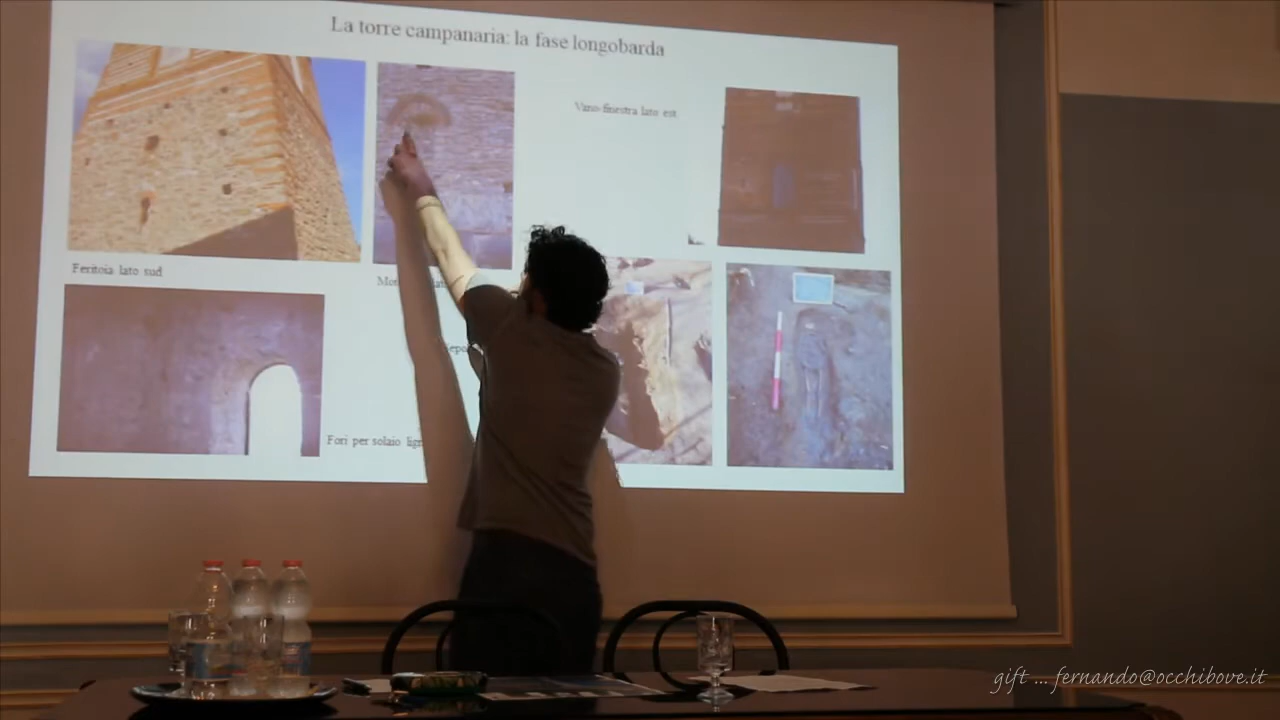 La torre campanaria: la fase longobarda
Vano-finestra lato est
Feritoia lato sud
Fori per solaio
gift ... fernando@occhibove.it